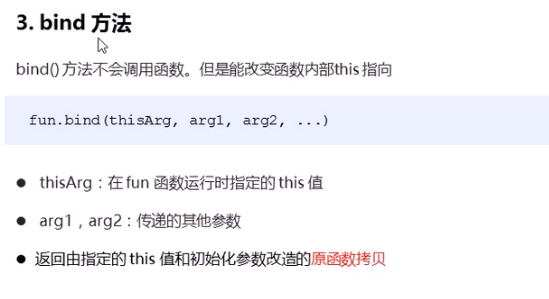 3. bind 方法
bind() 方法不会调用函数。但是能改变函数内部this 指向
fun.bind(thisArg, arg1, arg2, ...)
● thisArg：在 fun 函数运行时指定的 this 值
● arg1，arg2：传递的其他参数
● 返回由指定的 this 值和初始化参数改造的原函数拷贝